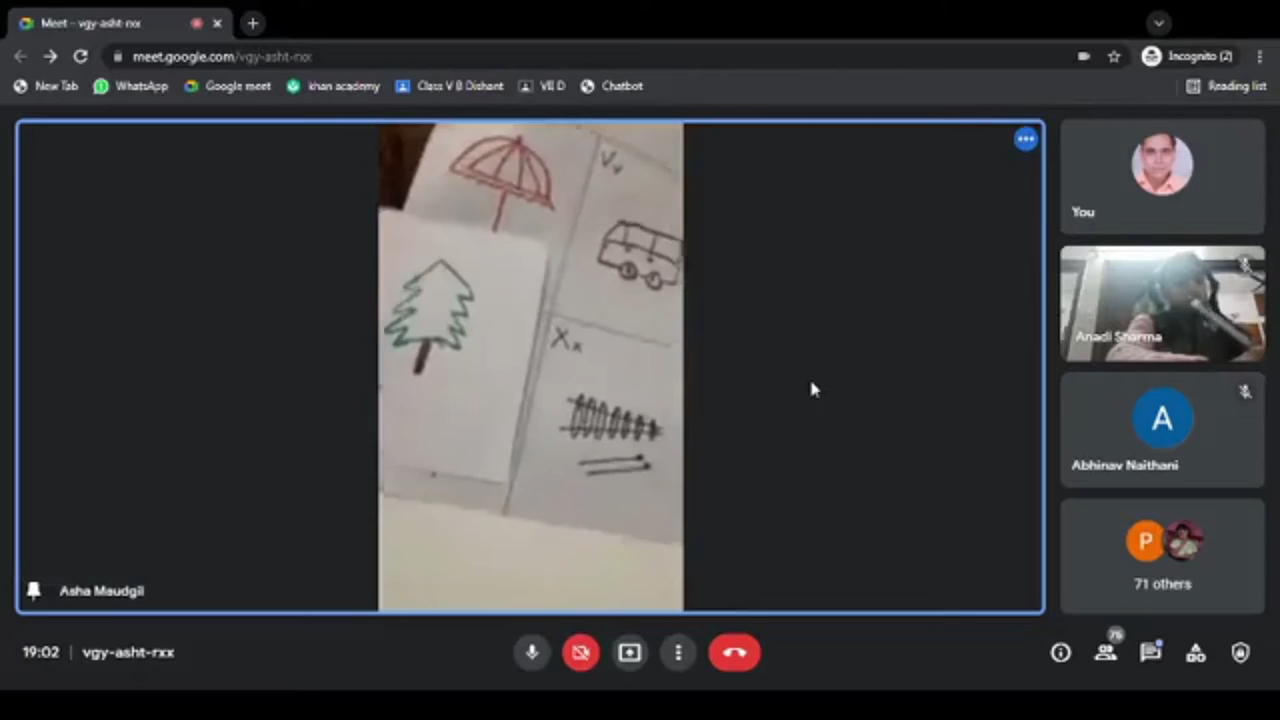 Meet - vgy-asht-rxx
meet.google.com/vgy-asht-rxx
Incognito (2)
New Tab
WhatsApp
Google meet
khan academy
Class V B Dishant
VII D
Chatbot
Reading list
Vv
Xx
You
Anadi Sharma
A
Abhinav Naithani
P
71 others
Asha Maudgil
19:02 | vgy-asht-rxx
75